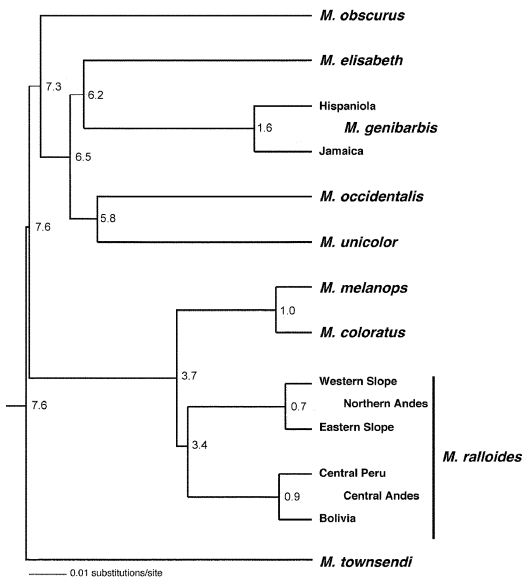 M. obscurus
M. elisabeth
7.3
6.2
Hispaniola
1.6
M. genibarbis
Jamaica
6.5
M. occidentalis
5.8
7.6
M. unicolor
M. melanops
1.0
M. coloratus
3.7
Western Slope
0.7
Northern Andes
7.6
Eastern Slope
3.4
M. ralloides
Central Peru
0.9
Central Andes
Bolivia
M. townsendi
0.01 substitutions/site